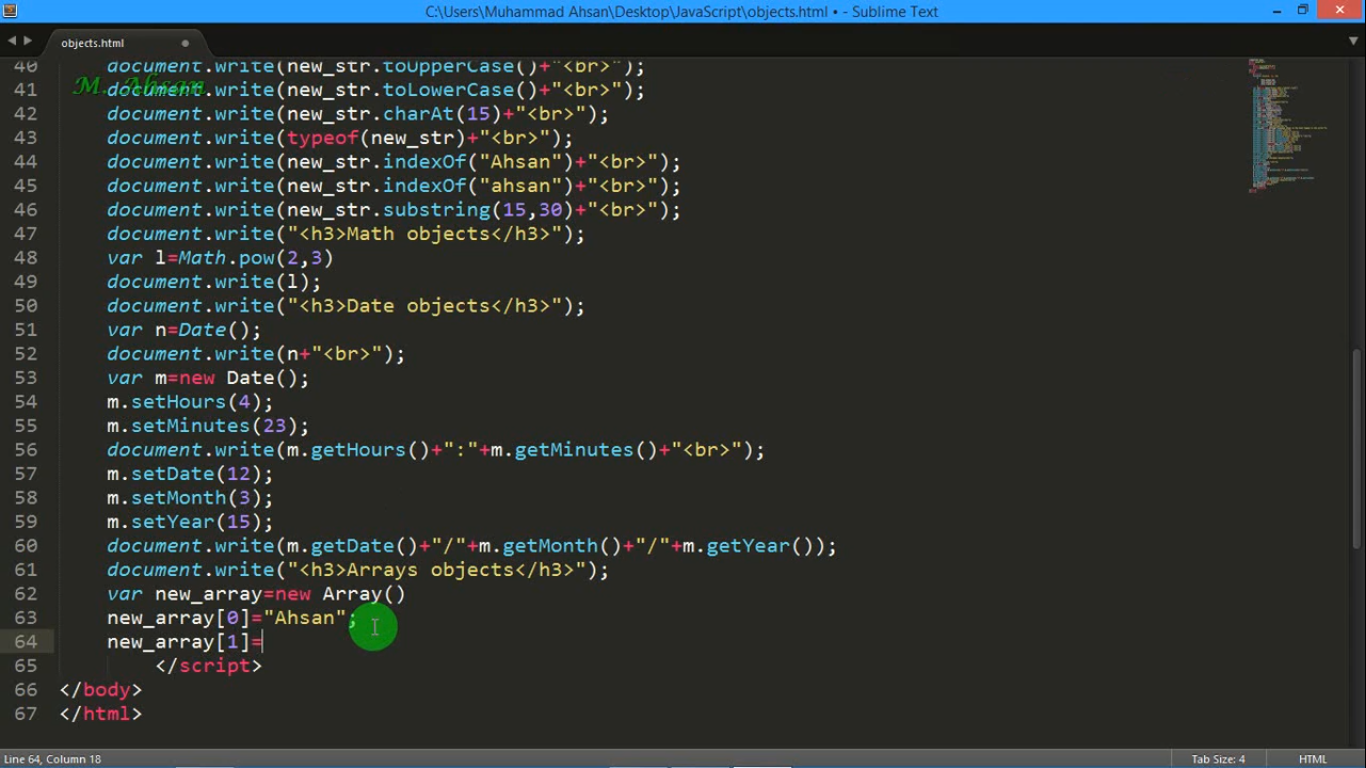 C:\Users\Muhammad Ahsan\Desktop\JavaScript\objects.html • - Sublime Text
objects.html
M. Ahsan
40 document.write(new_str.toUpperCase()+"<br>");
41 document.write(new_str.toLowerCase()+"<br>");
42 document.write(new_str.charAt(15)+"<br>");
43 document.write(typeof(new_str)+"<br>");
44 document.write(new_str.indexOf("Ahsan")+"<br>");
45 document.write(new_str.indexOf("ahsan")+"<br>");
46 document.write(new_str.substring(15,30)+"<br>");
47 document.write("<h3>Math objects</h3>");
48 var l=Math.pow(2,3)
49 document.write(l);
50 document.write("<h3>Date objects</h3>");
51 var n=Date();
52 document.write(n+"<br>");
53 var m=new Date();
54 m.setHours(4);
55 m.setMinutes(23);
56 document.write(m.getHours()+":"+m.getMinutes()+"<br>");
57 m.setDate(12);
58 m.setMonth(3);
59 m.setYear(15);
60 document.write(m.getDate()+"/"+m.getMonth()+"/"+m.getYear());
61 document.write("<h3>Arrays objects</h3>");
62 var new_array=new Array()
63 new_array[0]="Ahsan";
64 new_array[1]=
65 </script>
66 </body>
67 </html>
Line 64, Column 18
Tab Size: 4
HTML